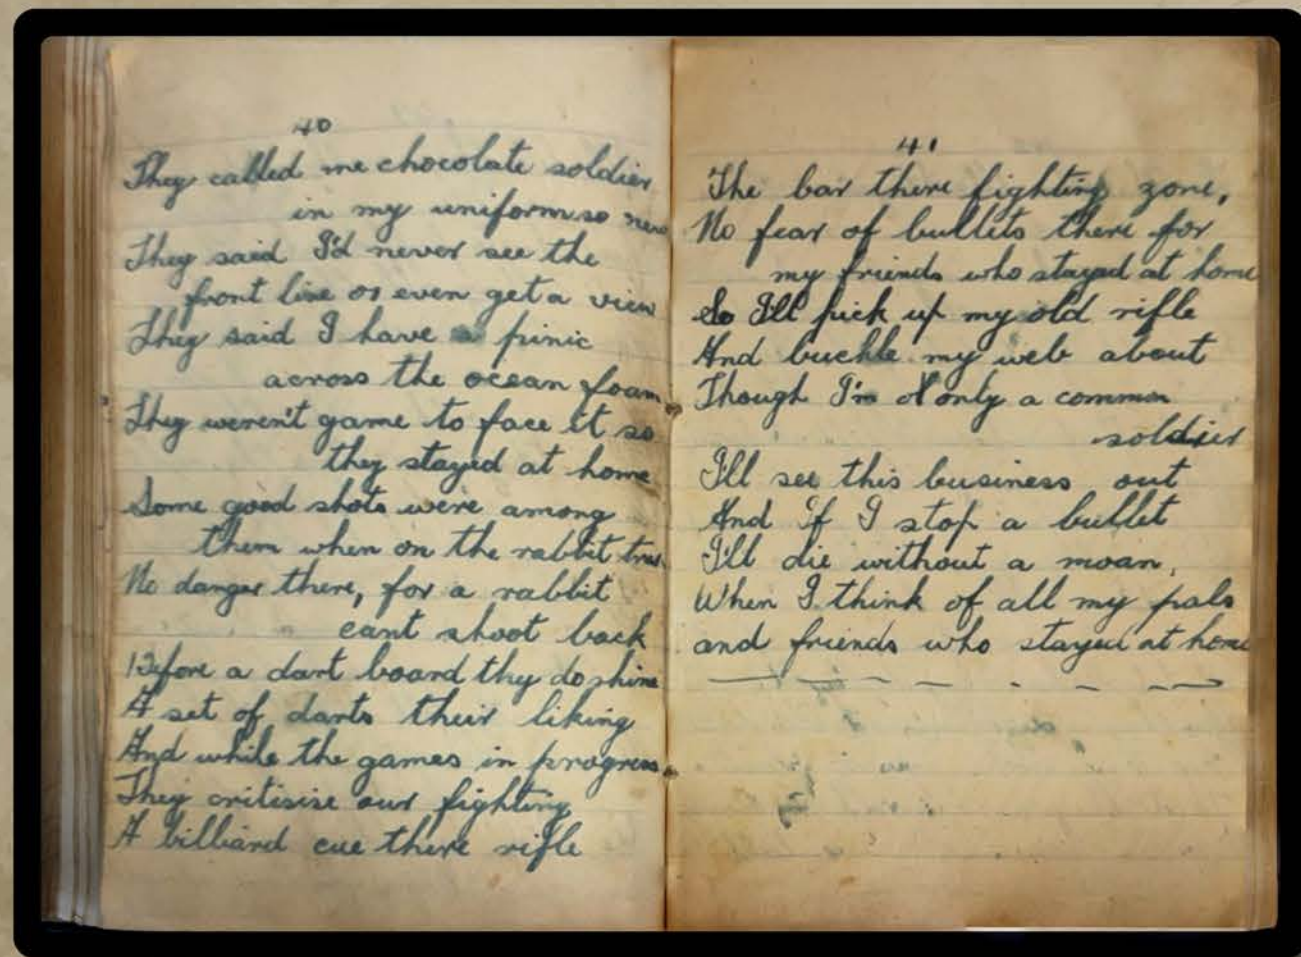 40
They called me chocolate soldier
in my uniform so new
They said I'd never see the
front line or even get a view
They said I have a pinic
across the ocean foam
They weren't game to face it so
they stayed at home
Some good shots were among
them when on the rabbit
No danger there, for a rabbit
cant shoot back
Before a dart board thy do shine
A set of darts their liking
And while the games in progress
They critisise our fighting
A billiard cue there rifle
41
The bar there fighting zone,
No fear of bullits there for
my friends who stayed at home
So I'll pick up my old rifle
And buckle my web about
Though I'm only a common
soldier
I'll see this business out
And if I stop a bullet
I'll die without a moan,
When I think of all my pals
and friends who stayed at home